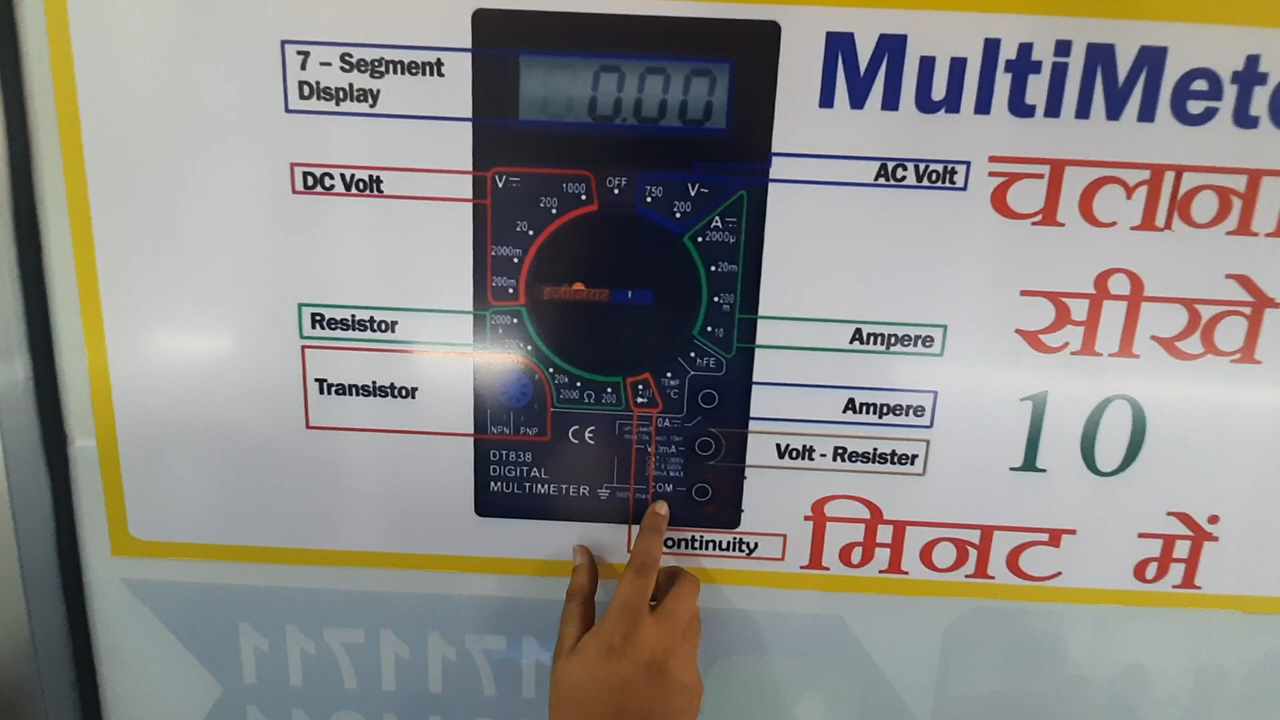 7 – Segment
Display
0.00
MultiMete
DC Volt
V
1000
OFF
750
V~
AC Volt
200
200
A
2000µ
20
20m
2000m
200m
200
m
10
चलाना
सीखे
10
मिनट में
इंजीनियर
Resistor
2000
Ampere
hFE
Transistor
20k
2000 Ω 200
TEMP
°C
Ampere
NPN
PNP
CE
Volt - Resister
DT838
DIGITAL
MULTIMETER
COM
ontinuity